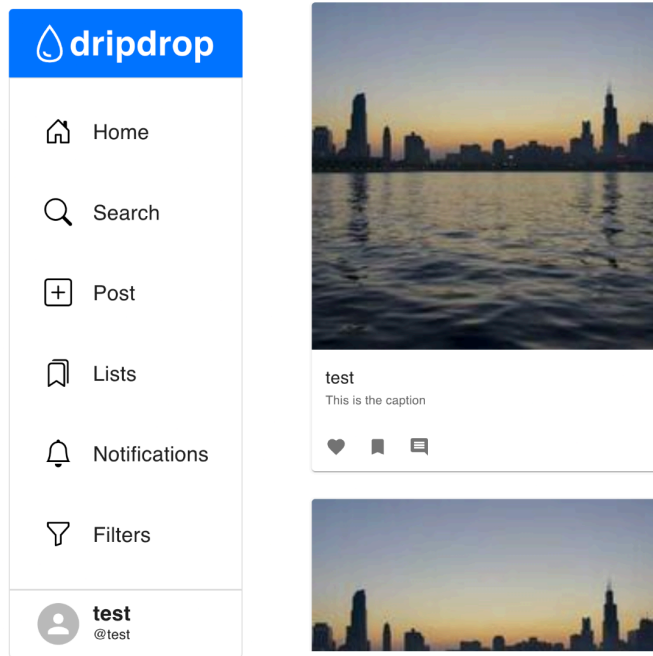 dripdrop
Home
Search
Post
Lists
Notifications
Filters
test
@test
test
This is the caption